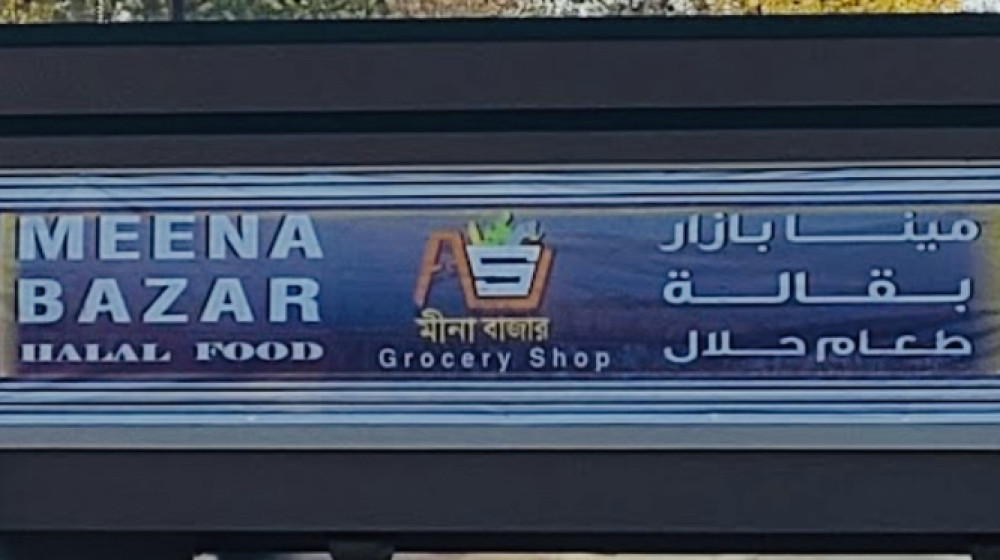 MEENA
BAZAR
HALAL FOOD
মীনা বাজার
Grocery Shop
مينا بازار
بقالة
طعام حلال